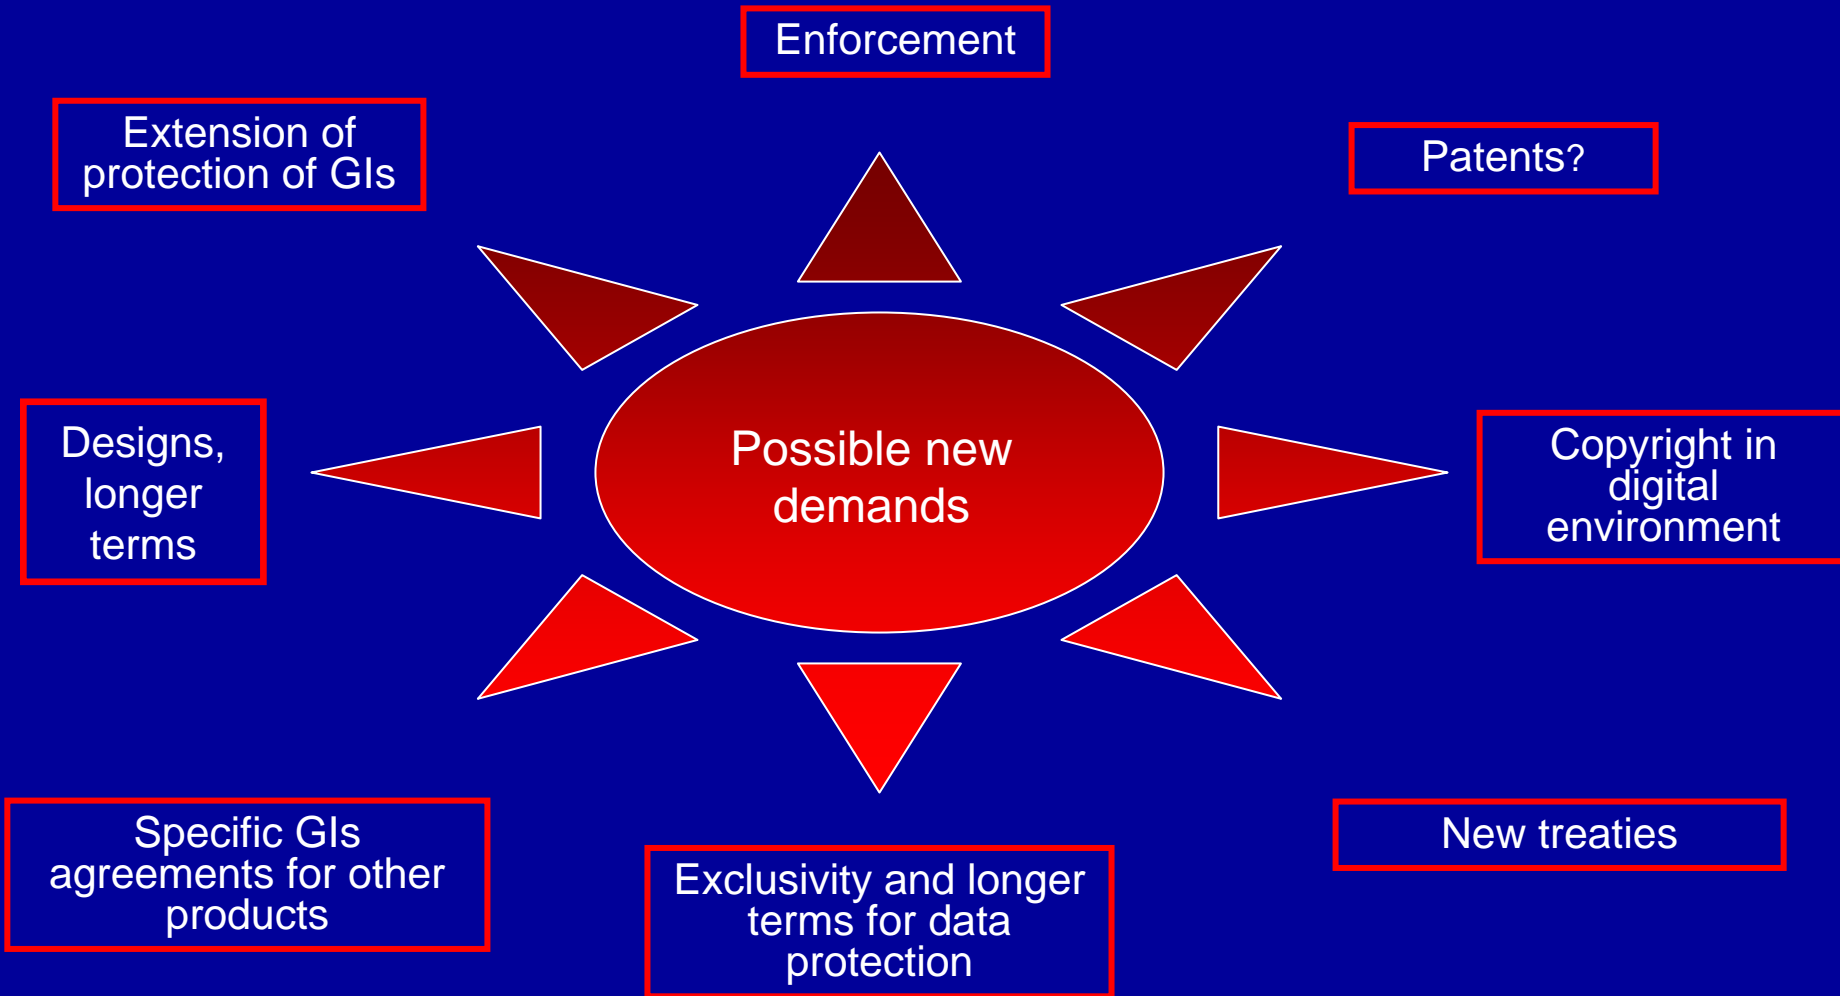 Enforcement
Extension of
protection of GIs
Patents?
Designs,
longer
terms
Possible new
demands
Copyright in
digital
environment
Specific GIs
agreements for other
products
Exclusivity and longer
terms for data
protection
New treaties